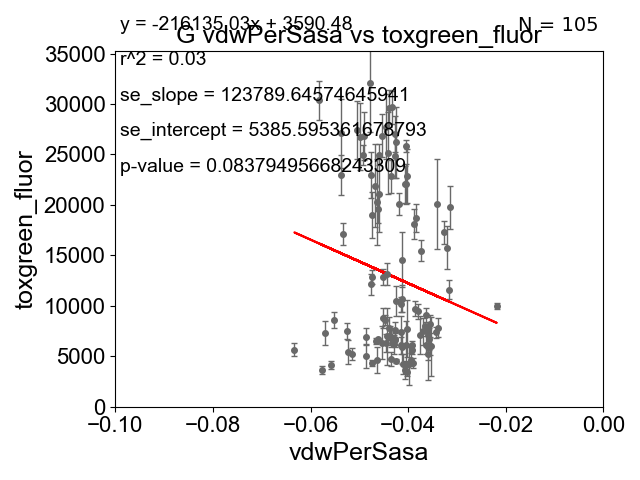 y = -216135.03x + 3590.48
N = 105
G vdwPerSasa vs toxgreen_fluor
r^2 = 0.03
se_slope = 123789.64574645941
se_intercept = 5385.595361678793
p-value = 0.08379495668243309
toxgreen_fluor
35000
30000
25000
20000
15000
10000
5000
0
−0.10
−0.08
−0.06
−0.04
−0.02
0.00
vdwPerSasa